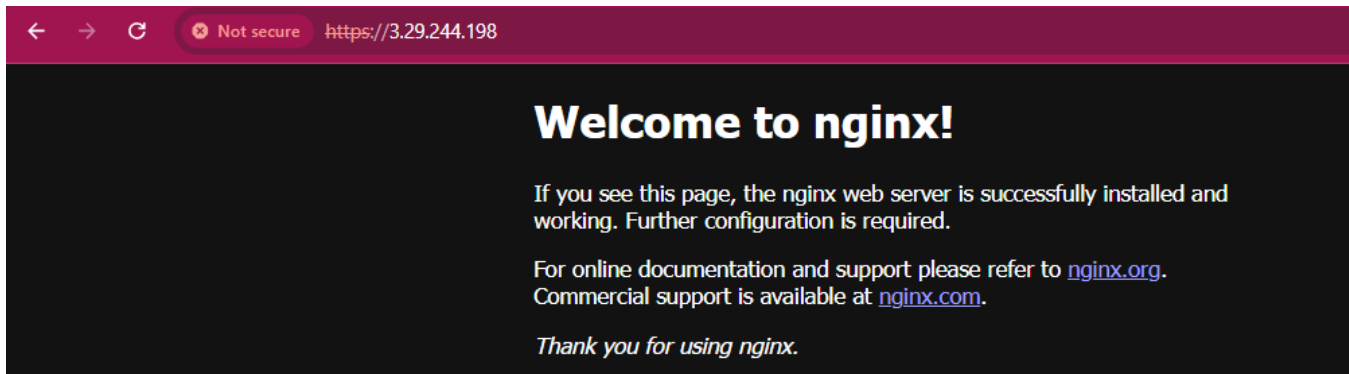 Not secure https://3.29.244.198
Welcome to nginx!
If you see this page, the nginx web server is successfully installed and
working. Further configuration is required.
For online documentation and support please refer to nginx.org.
Commercial support is available at nginx.com.
Thank you for using nginx.